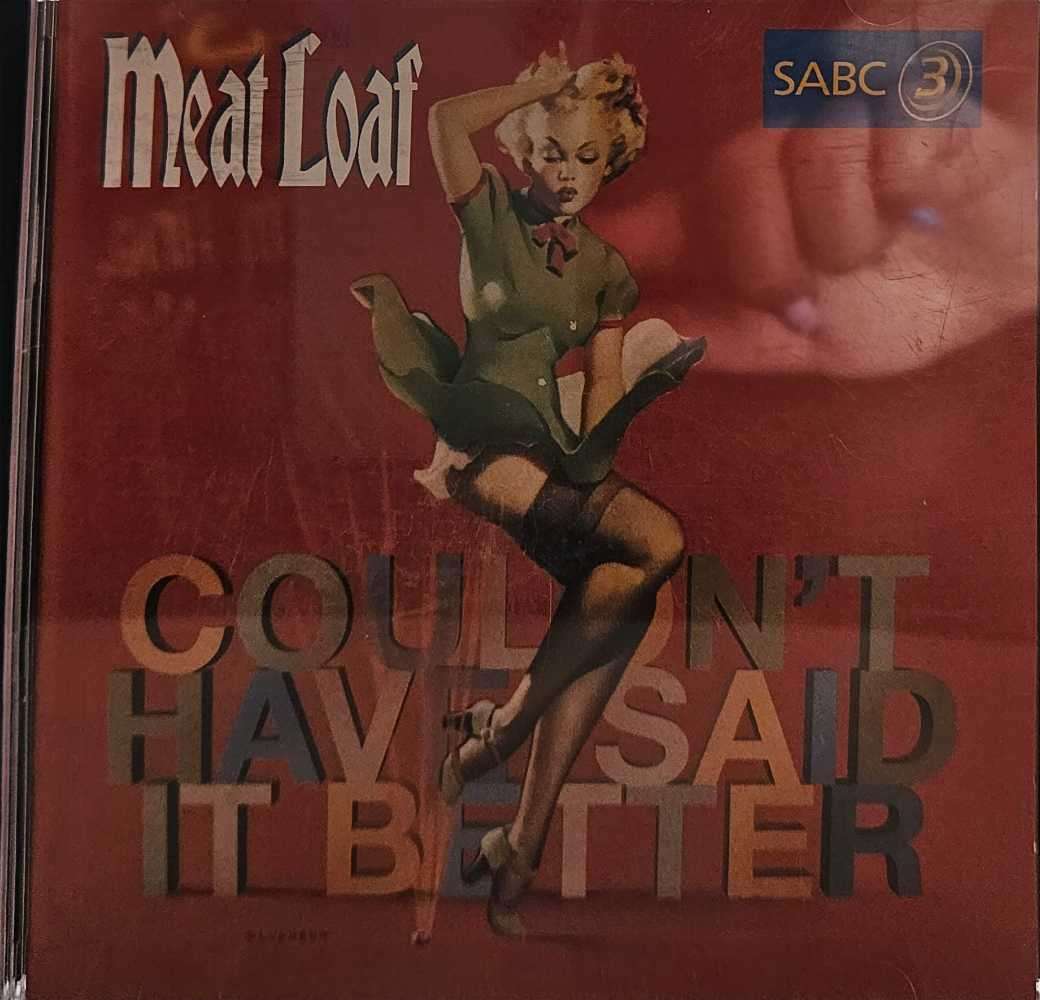 Meat Loaf
SABC 3
COULDN'T
HAVE SAID
IT BETTER